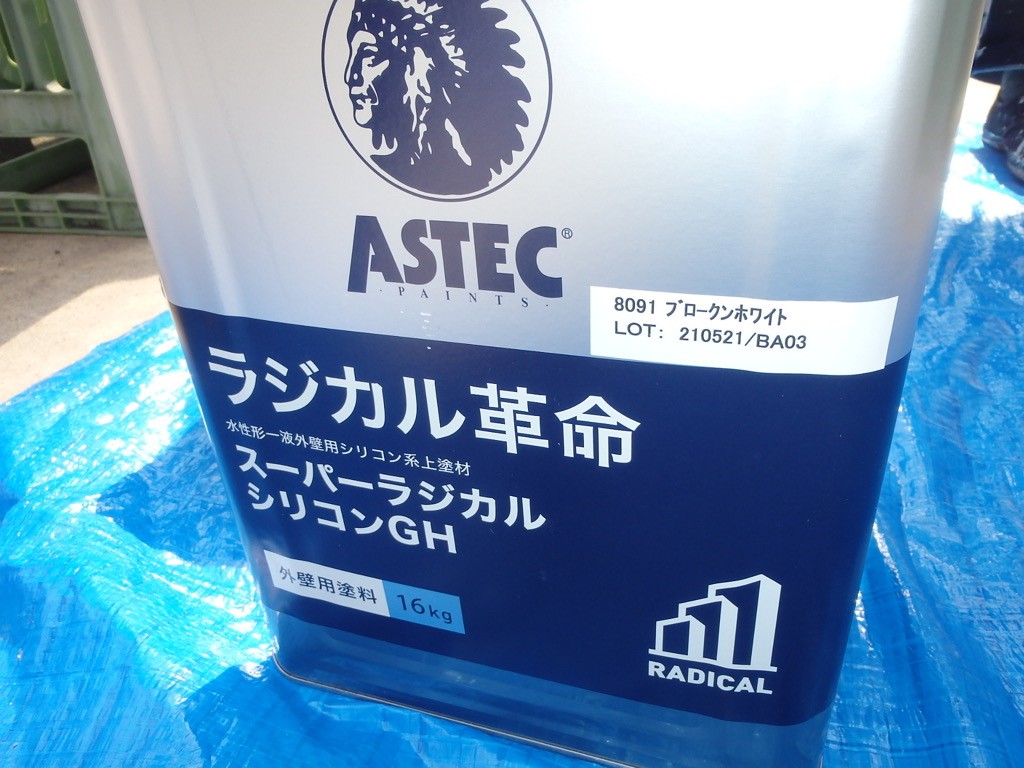 ASTEC®
·PAINTS·
8091 ﾌﾞﾛｰｸﾝﾎﾜｲﾄ
LOT: 210521/BA03
ラジカル革命
水性形一液外壁用シリコン系上塗材
スーパーラジカル
シリコンGH
外壁用塗料 16kg
RADICAL